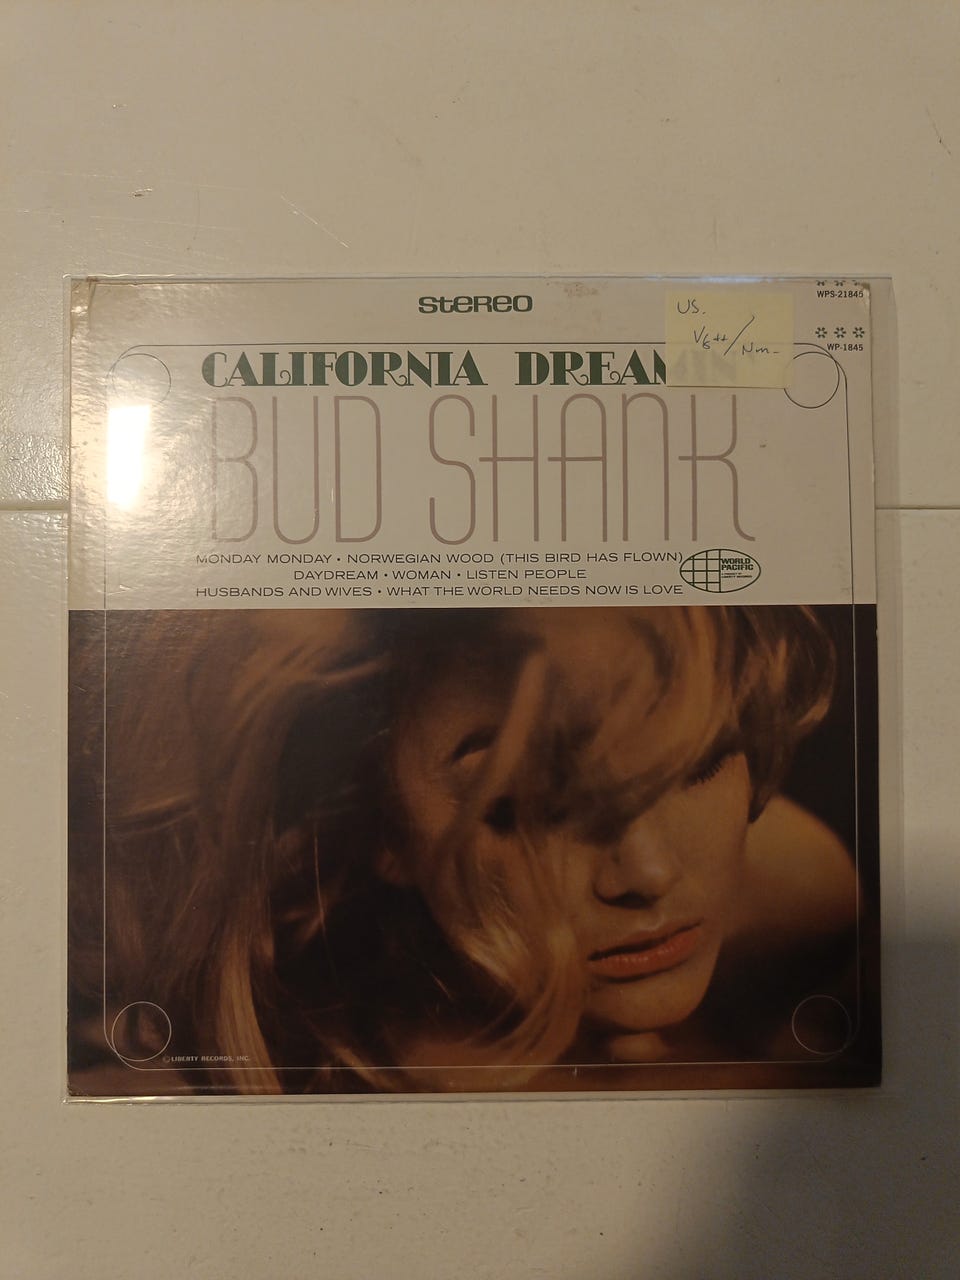 stereo
WPS-21845
WP-1845
US.
VG++/Nm-
CALIFORNIA DREAMIN'
BUD SHANK
MONDAY MONDAY • NORWEGIAN WOOD (THIS BIRD HAS FLOWN)
DAYDREAM • WOMAN • LISTEN PEOPLE
HUSBANDS AND WIVES • WHAT THE WORLD NEEDS NOW IS LOVE
WORLD
PACIFIC
©LIBERTY RECORDS, INC.